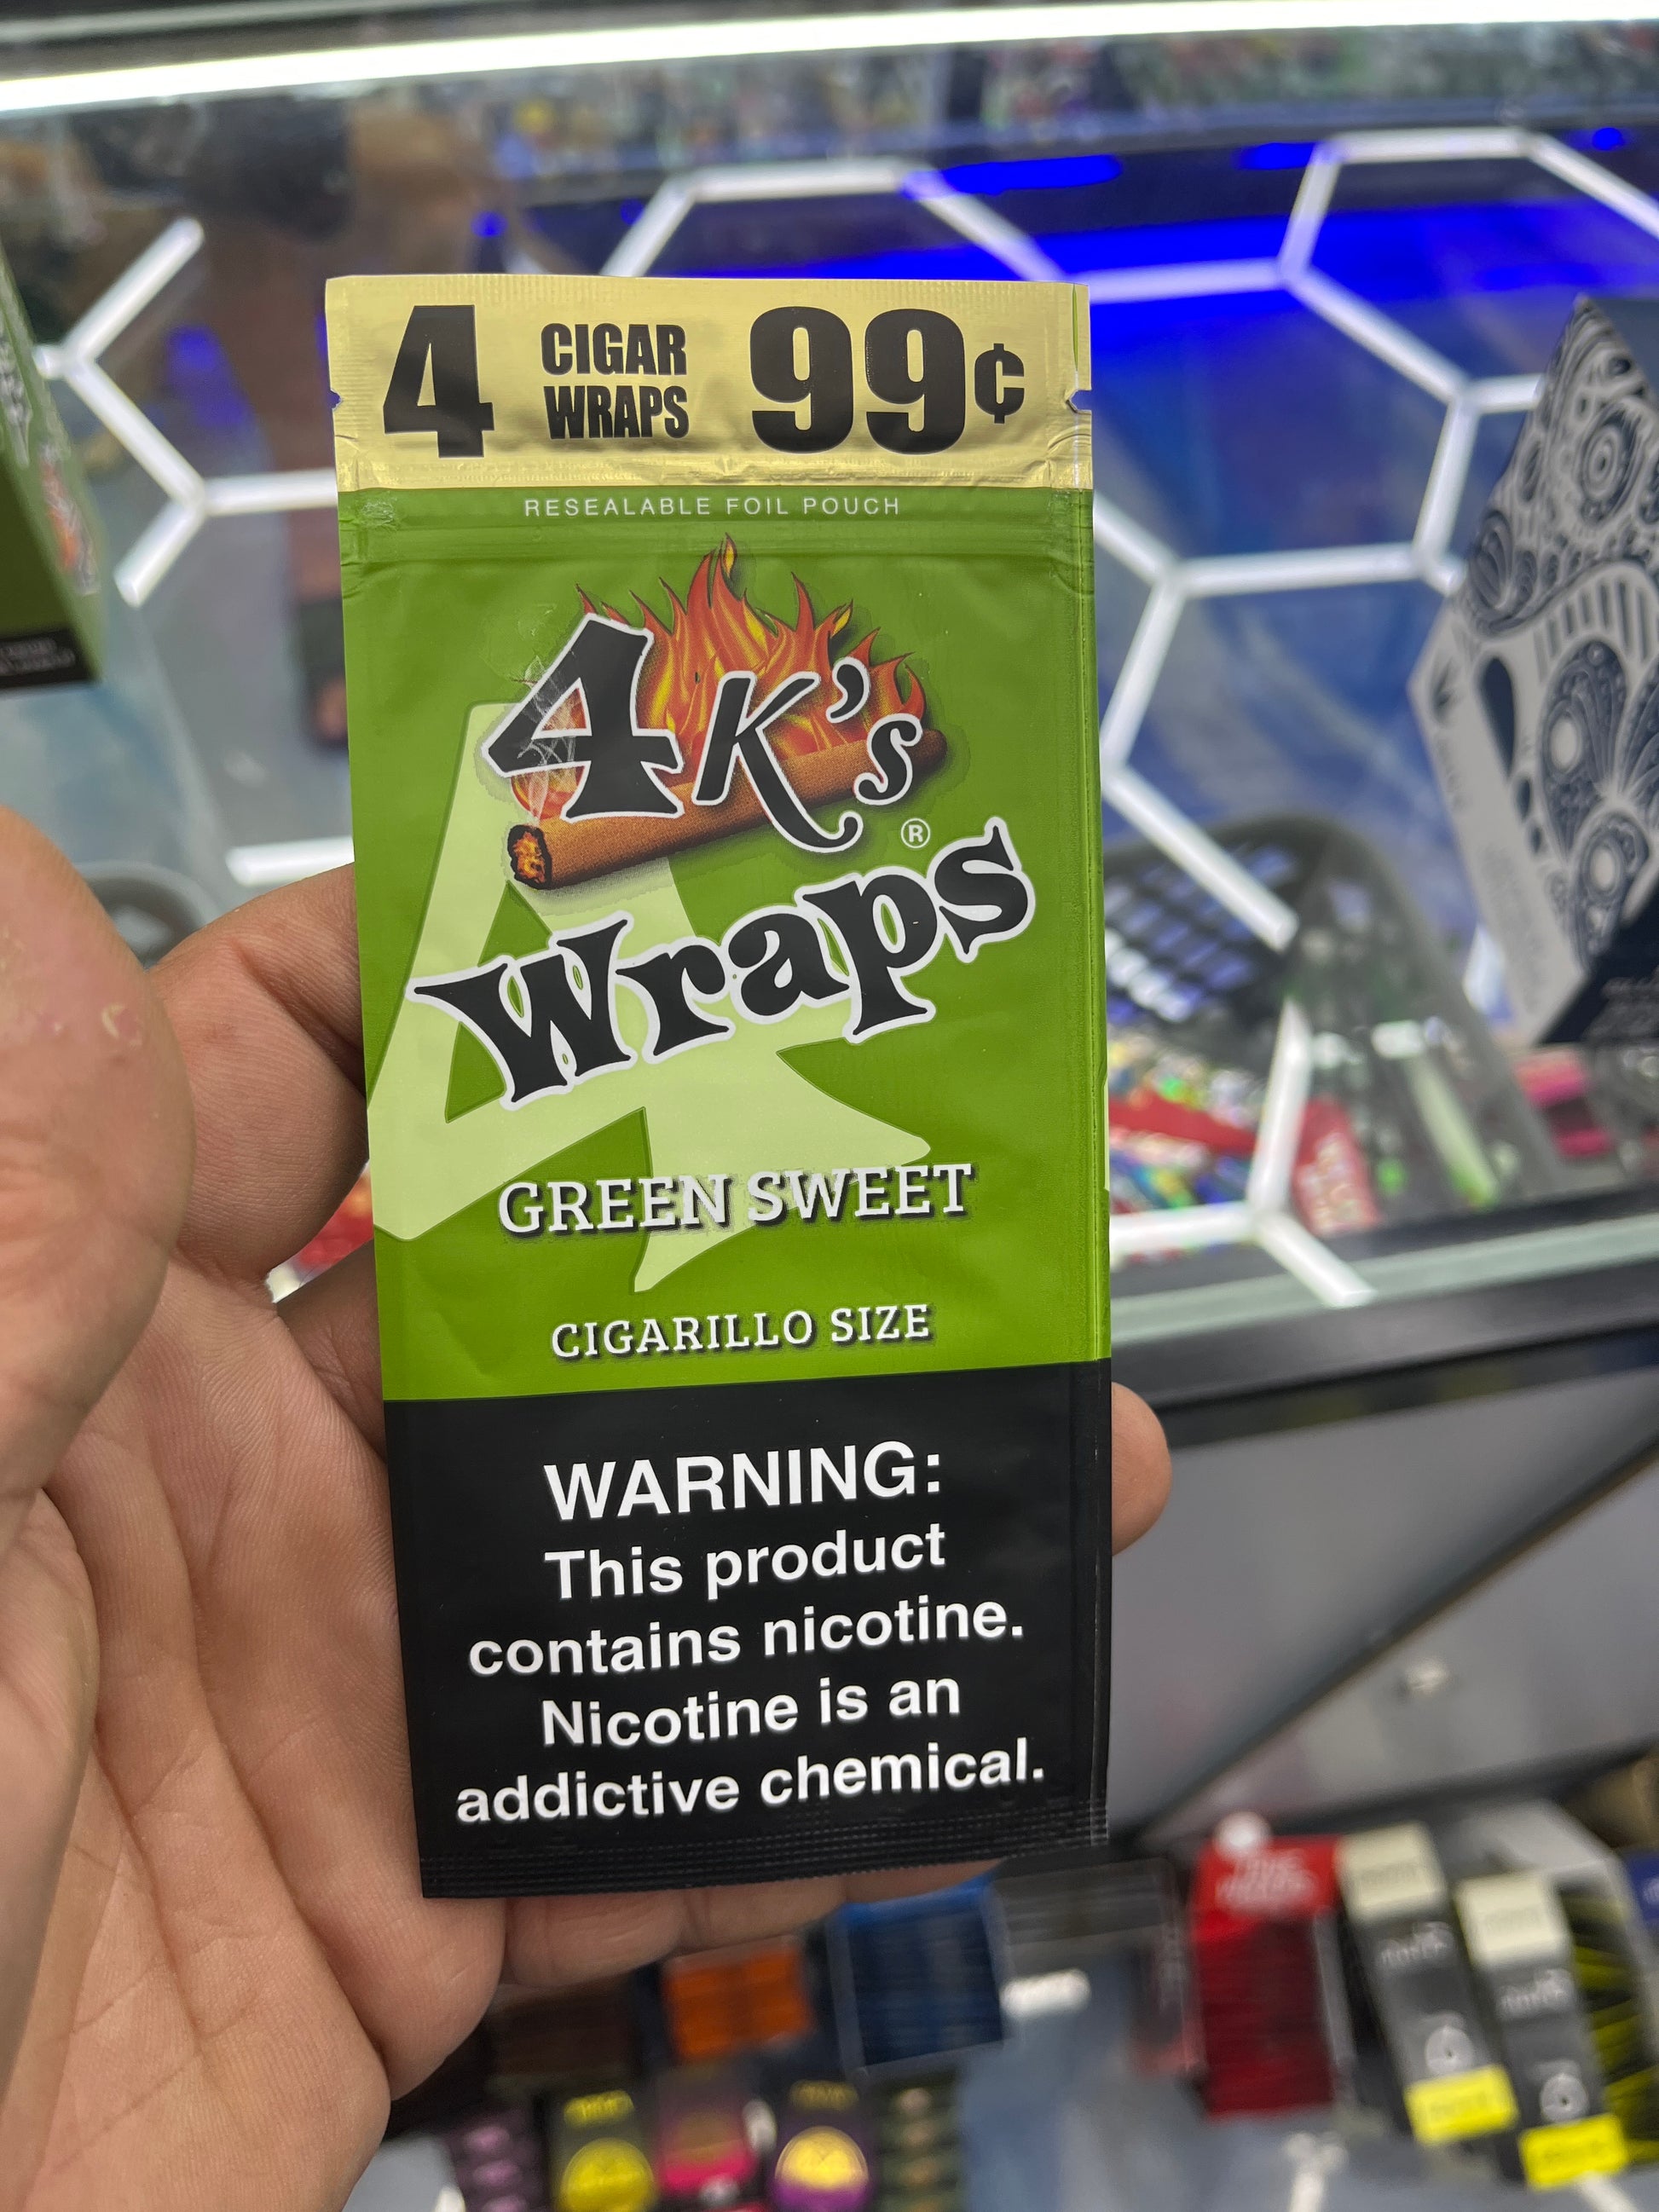 4 CIGAR WRAPS 99¢
RESEALABLE FOIL POUCH
4K's®
Wraps
GREEN SWEET
CIGARILLO SIZE
WARNING:
This product
contains nicotine.
Nicotine is an
addictive chemical.